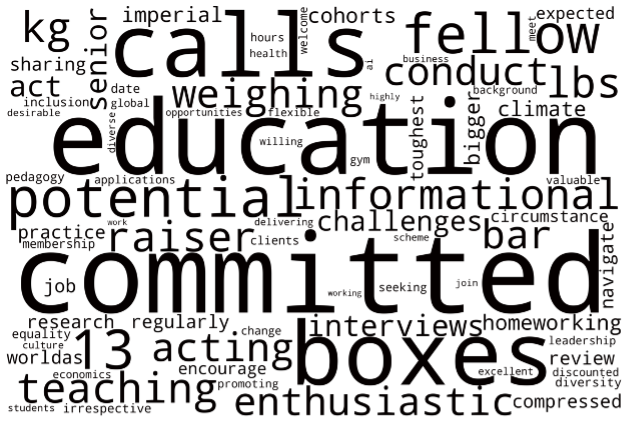 kg imperial calls cohorts fellow expected
sharing senior hours welcome meet
act health ai business conduct lbs
inclusion date global weighing highly background climate
desirable diverse opportunities flexible toughest bigger
education
willing gym
pedagogy applications valuable
potential informational
practice raiser delivering challenges circumstance
membership work clients scheme bar navigate
committed
job working seeking join
research regularly interviews homeworking
equality 13 acting change boxes leadership
culture
worldas encourage excellent review
economics promoting discounted
teaching diversity
students irrespective enthusiastic compressed